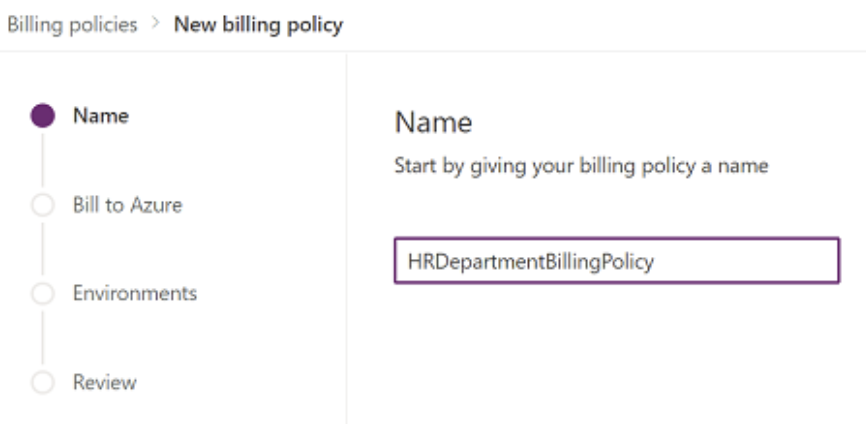 Billing policies > New billing policy
Name
Bill to Azure
Environments
Review
Name
Start by giving your billing policy a name
HRDepartmentBillingPolicy